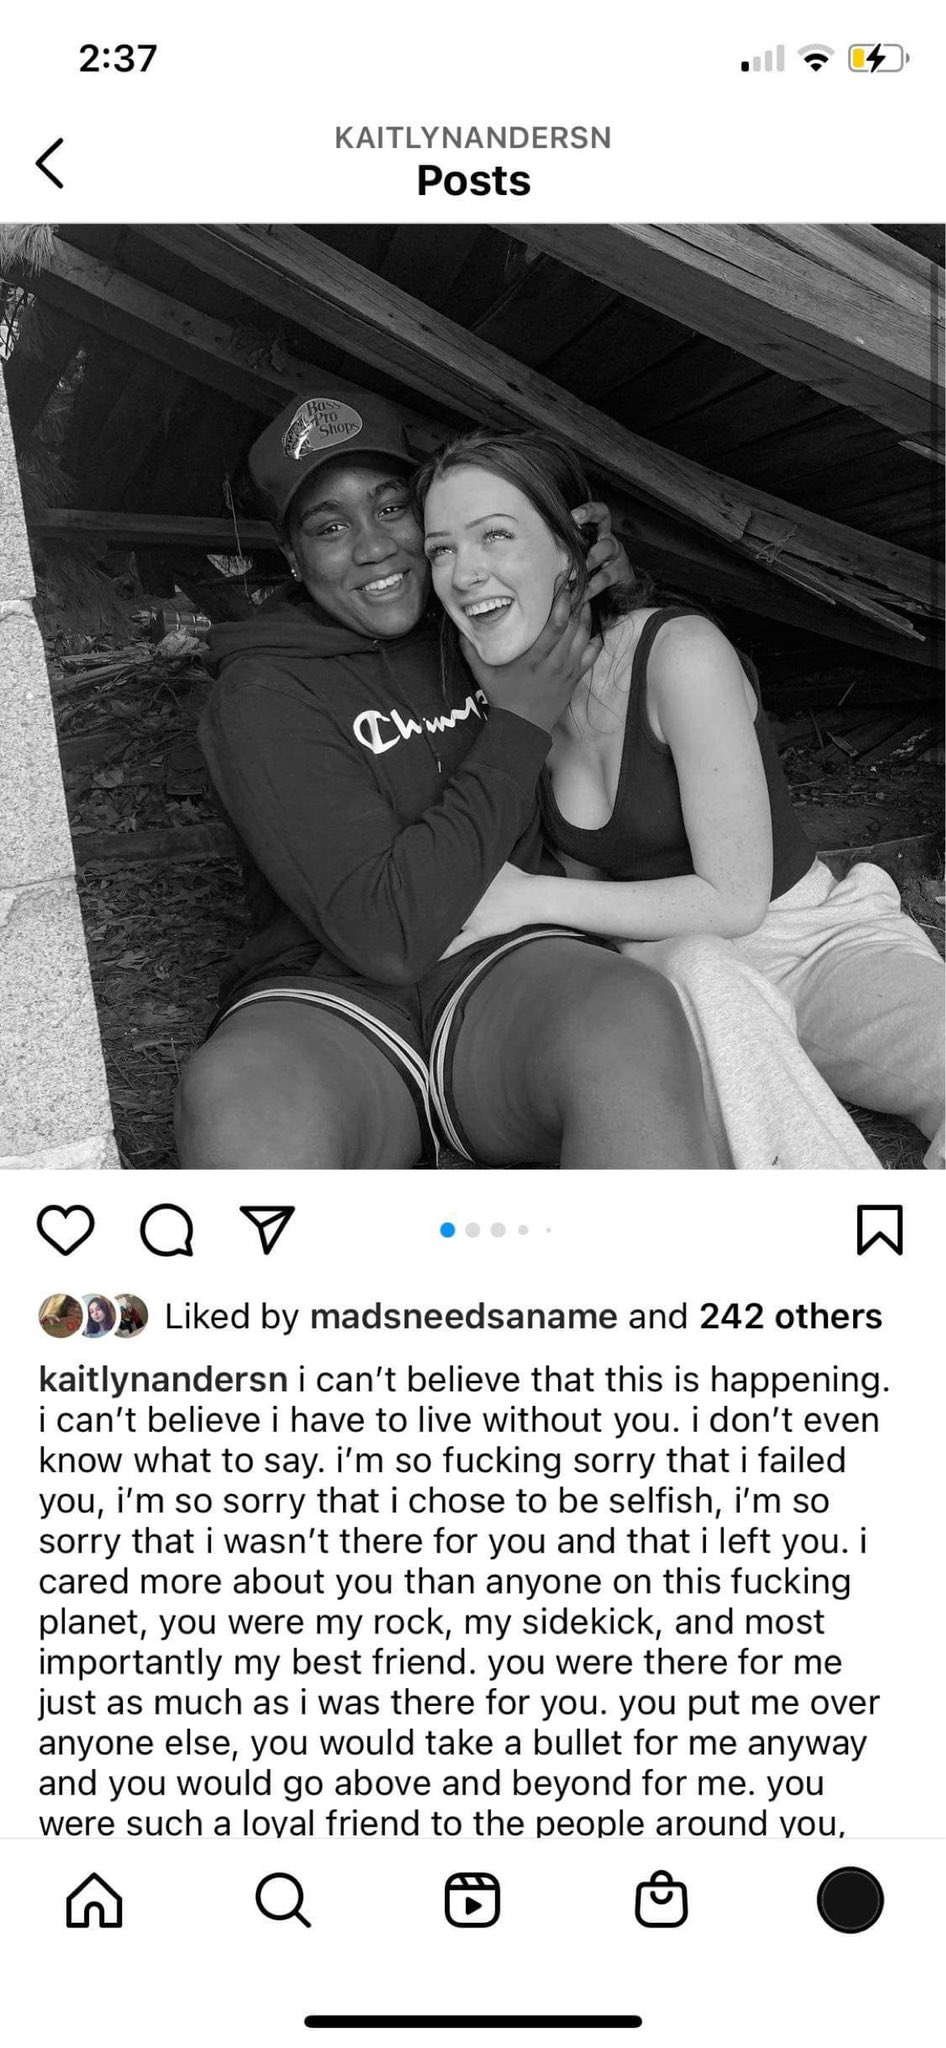 2:37
KAITLYNANDERSN
Posts
Bass
Pro
Shops
Champ
Liked by madsneedsaname and 242 others
kaitlynandersn i can’t believe that this is happening.
i can’t believe i have to live without you. i don’t even
know what to say. i’m so fucking sorry that i failed
you, i’m so sorry that i chose to be selfish, i’m so
sorry that i wasn’t there for you and that i left you. i
cared more about you than anyone on this fucking
planet, you were my rock, my sidekick, and most
importantly my best friend. you were there for me
just as much as i was there for you. you put me over
anyone else, you would take a bullet for me anyway
and you would go above and beyond for me. you
were such a loyal friend to the people around you,